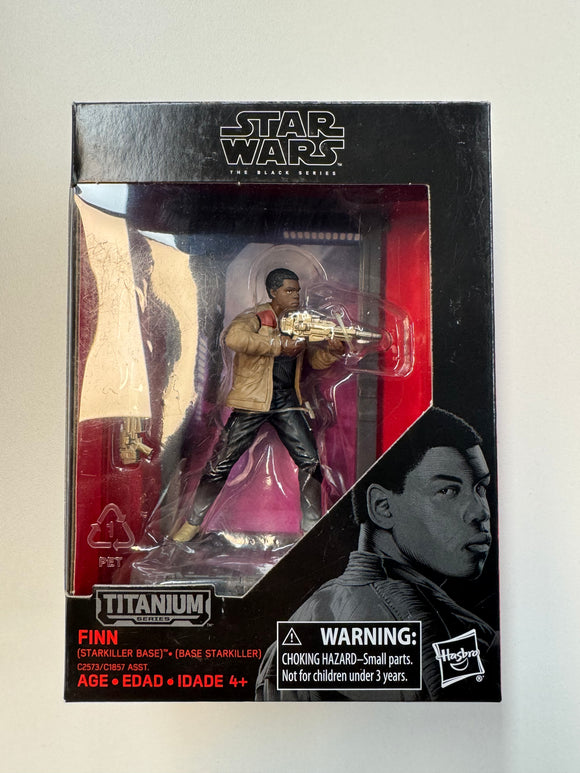 STAR
WARS
THE BLACK SERIES
1
PET
TITANIUM
SERIES
FINN
(STARKILLER BASE)™ • (BASE STARKILLER)
C2573/C1857 ASST.
AGE • EDAD • IDADE 4+
WARNING:
CHOKING HAZARD–Small parts.
Not for children under 3 years.
Hasbro
®